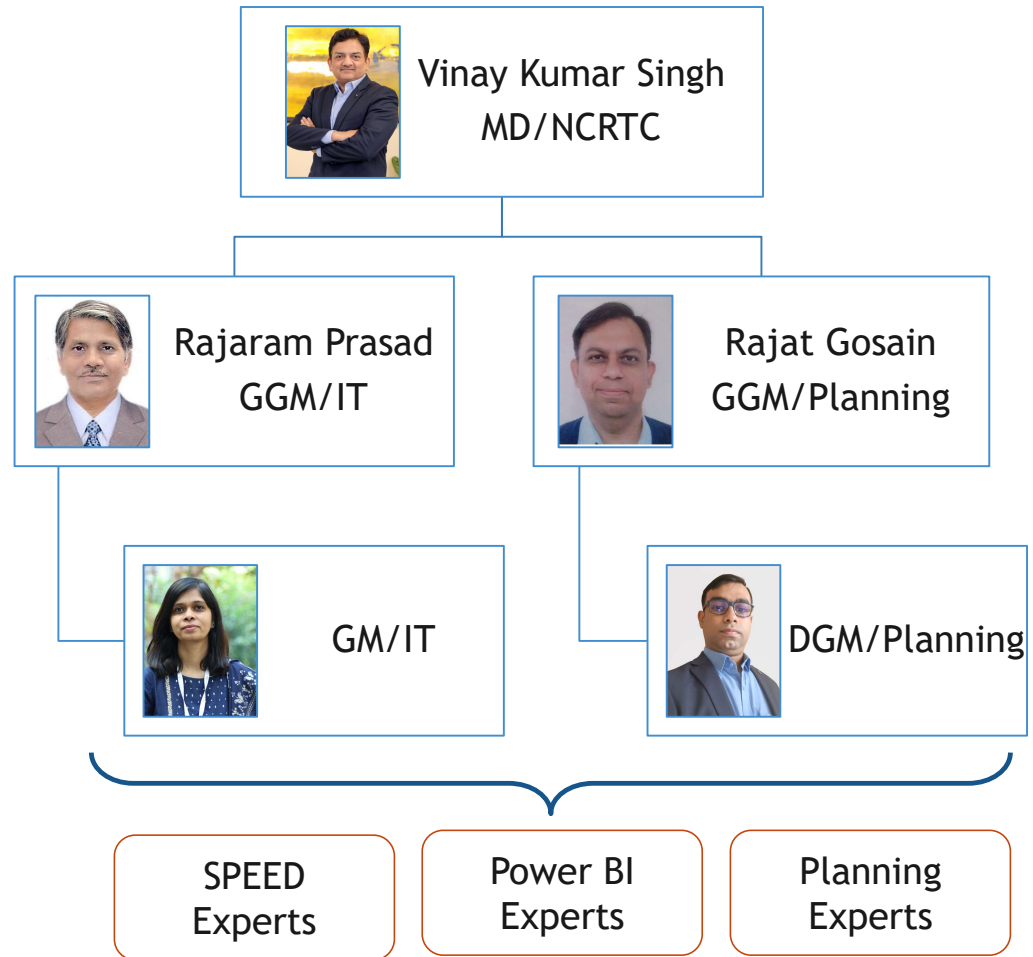 Vinay Kumar Singh
MD/NCRTC
Rajaram Prasad
GGM/IT
Rajat Gosain
GGM/Planning
GM/IT
DGM/Planning
SPEED
Experts
Power BI
Experts
Planning
Experts